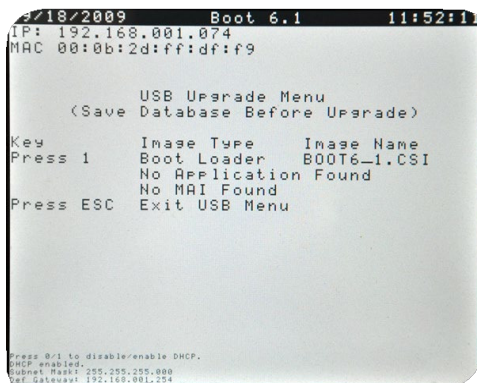 9/18/2009 Boot 6.1 11:52:11
IP: 192.168.001.074
MAC 00:0b:2d:ff:df:f9
USB Upgrade Menu
(Save Database Before Upgrade)
Key Image Type Image Name
Press 1 Boot Loader BOOT6_1.CSI
No Application Found
No MAI Found
Press ESC Exit USB Menu
Press 0/1 to disable/enable DHCP.
DHCP enabled.
Subnet Mask: 255.255.255.000
Def Gateway: 192.168.001.254